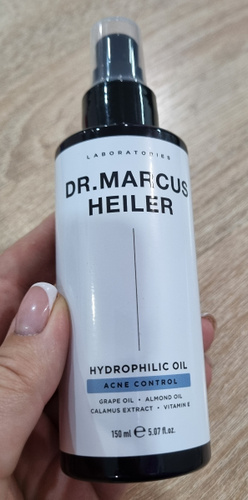 LABORATORIES
DR.MARCUS
HEILER
HYDROPHILIC OIL
ACNE CONTROL
GRAPE OIL • ALMOND OIL
CALAMUS EXTRACT • VITAMIN E
150 ml ℮ 5.07 fl.oz.